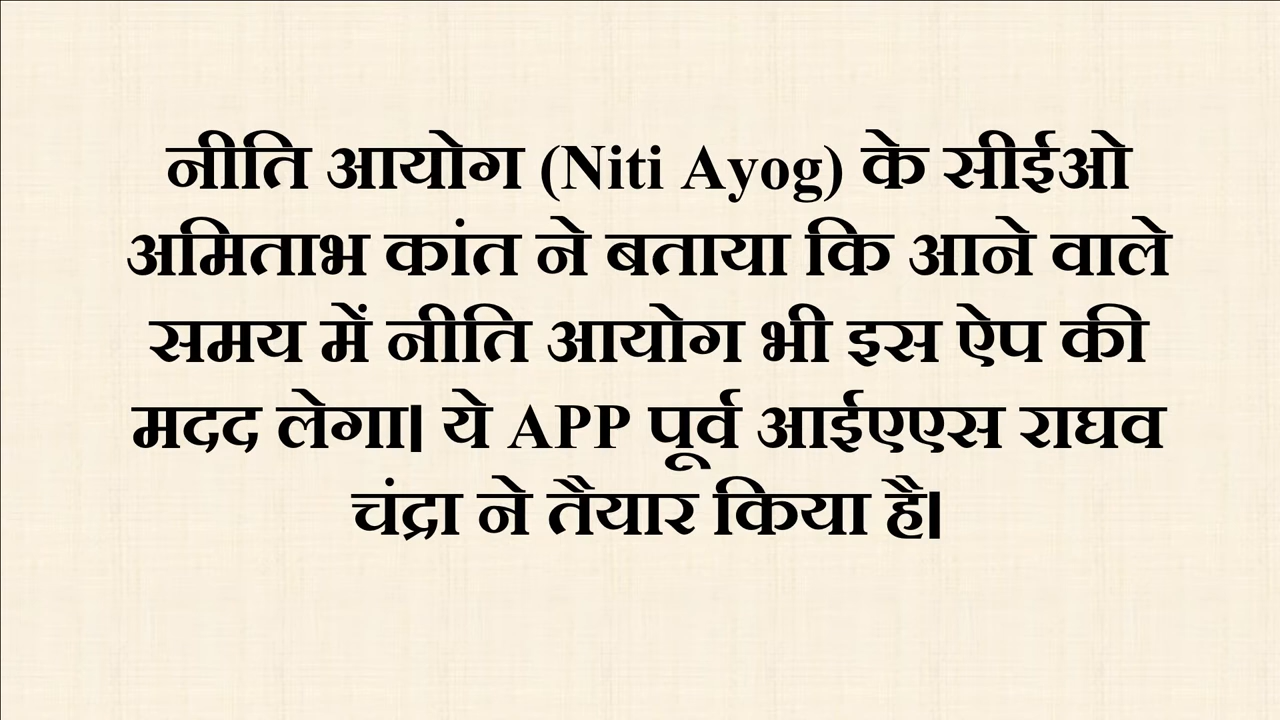 नीति आयोग (Niti Ayog) के सीईओ
अमिताभ कांत ने बताया कि आने वाले
समय में नीति आयोग भी इस ऐप की
मदद लेगा। ये APP पूर्व आईएएस राघव
चंद्रा ने तैयार किया है।